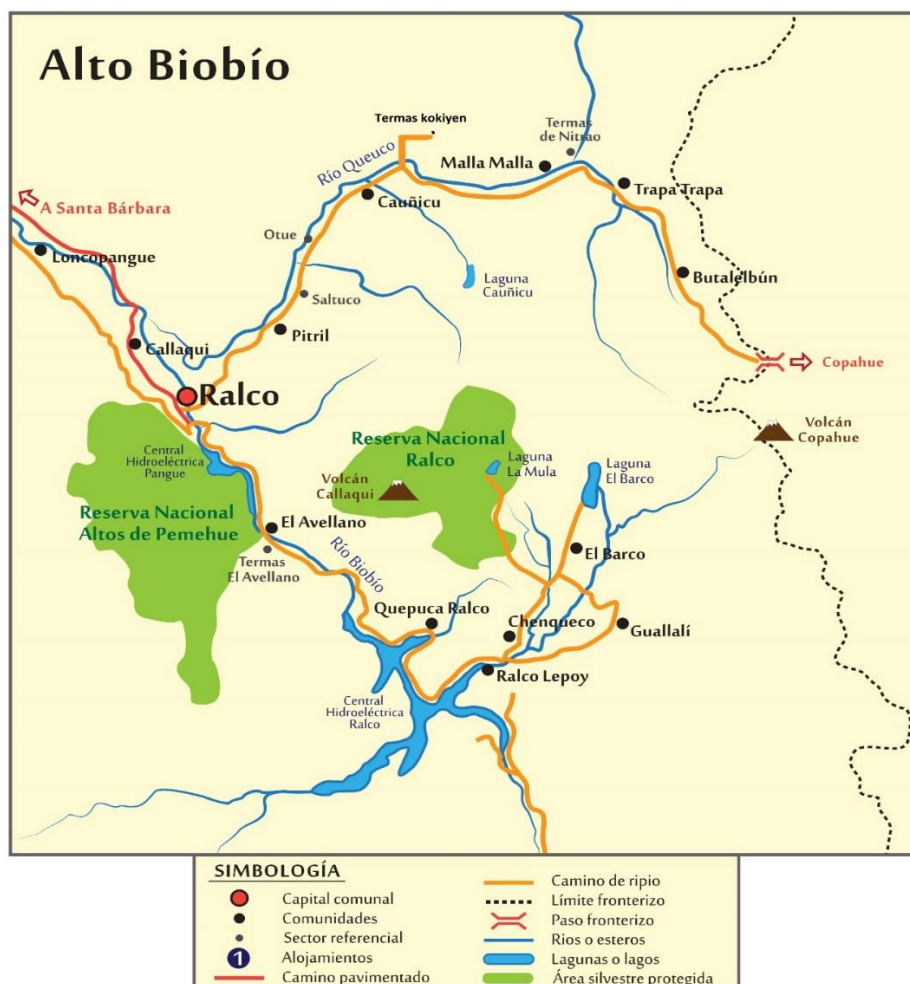 Alto Biobío
Termas kokiyen
Termas
de Nitrao
Malla Malla
Río Queuco
Trapa Trapa
Cauñicu
A Santa Bárbara
Otue
Loncopangue
Laguna
Cauñicu
Butalelbún
Saltuco
Pitril
Callaqui
Copahue
Ralco
Volcán
Copahue
Reserva Nacional
Ralco
Central
Hidroeléctrica
Pangue
Laguna
La Mula
Laguna
El Barco
Volcán
Callaqui
Reserva Nacional
Altos de Pemehue
El Avellano
Río Biobío
El Barco
Termas
El Avellano
Quepuca Ralco
Chenqueco
Guallalí
Ralco Lepoy
Central
Hidroeléctrica
Ralco
SIMBOLOGÍA
Capital comunal
Comunidades
Sector referencial
1
Alojamientos
Camino pavimentado
Camino de ripio
Límite fronterizo
Paso fronterizo
Rios o esteros
Lagunas o lagos
Área silvestre protegida